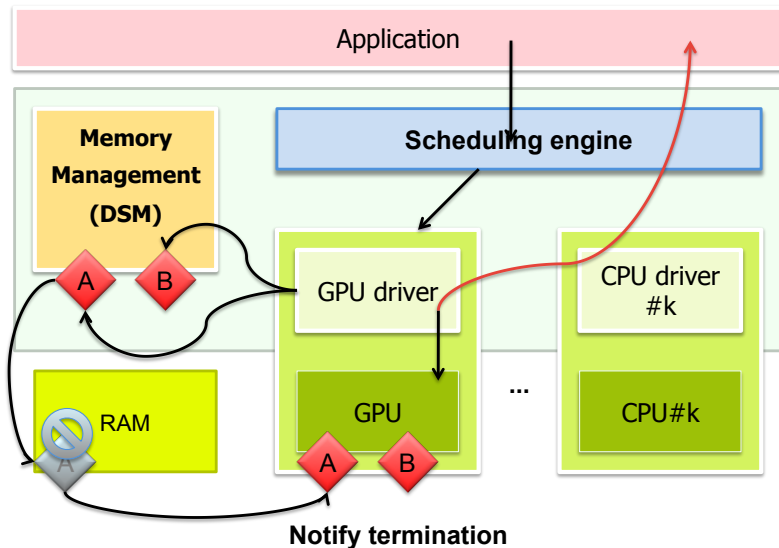 Application
Memory
Management
(DSM)
Scheduling engine
A
B
GPU driver
CPU driver
#k
RAM
A
GPU
...
CPU#k
A
B
Notify termination